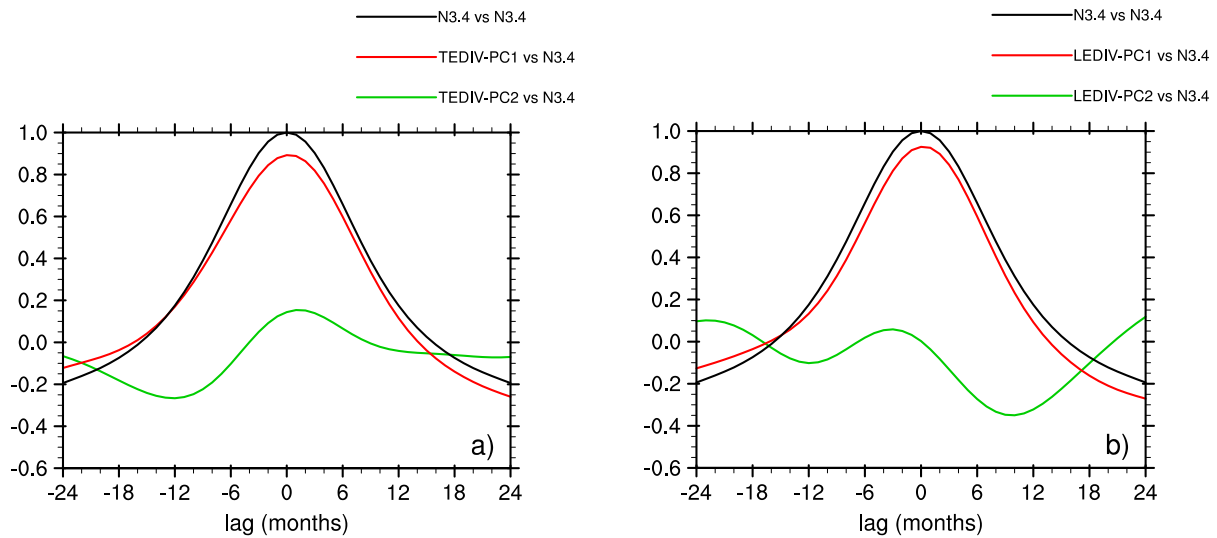 N3.4 vs N3.4
TEDIV-PC1 vs N3.4
TEDIV-PC2 vs N3.4
1.0
0.8
0.6
0.4
0.2
0.0
-0.2
-0.4
-0.6
-24 -18 -12 -6 0 6 12 18 24
lag (months)
a)
N3.4 vs N3.4
LEDIV-PC1 vs N3.4
LEDIV-PC2 vs N3.4
1.0
0.8
0.6
0.4
0.2
0.0
-0.2
-0.4
-0.6
-24 -18 -12 -6 0 6 12 18 24
lag (months)
b)